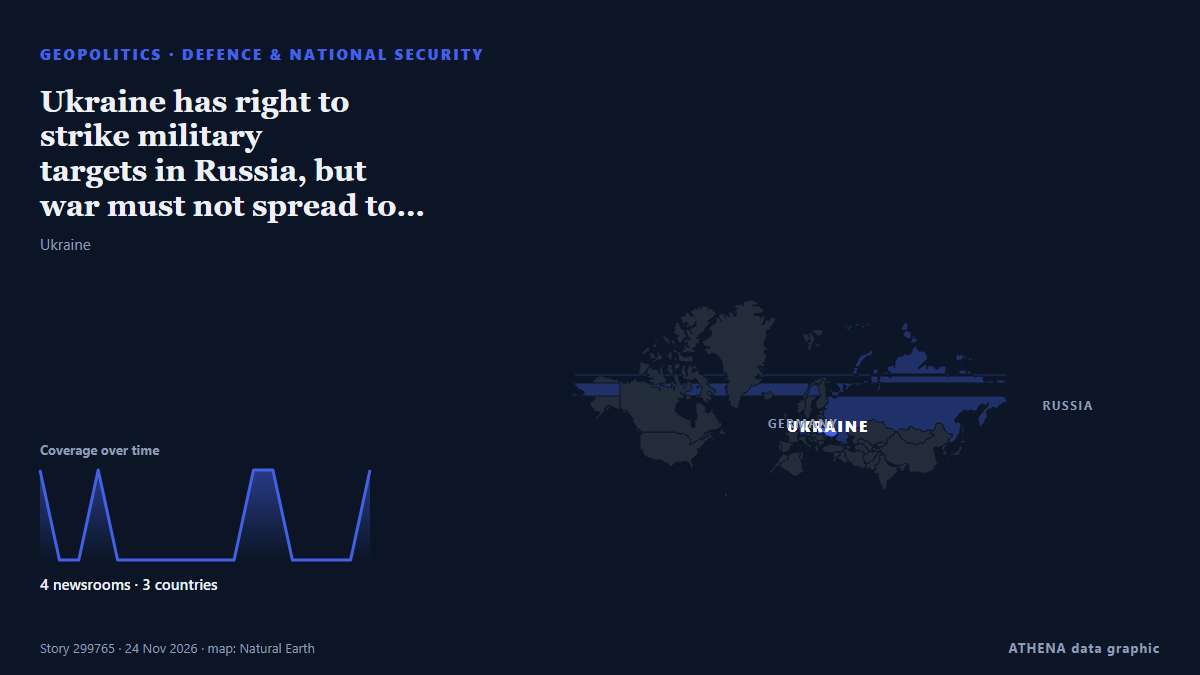 GEOPOLITICS · DEFENCE & NATIONAL SECURITY
Ukraine has right to
strike military
targets in Russia, but
war must not spread to...
Ukraine
RUSSIA
GERMANY
UKRAINE
Coverage over time
4 newsrooms · 3 countries
Story 299765 · 24 Nov 2026 · map: Natural Earth
ATHENA data graphic